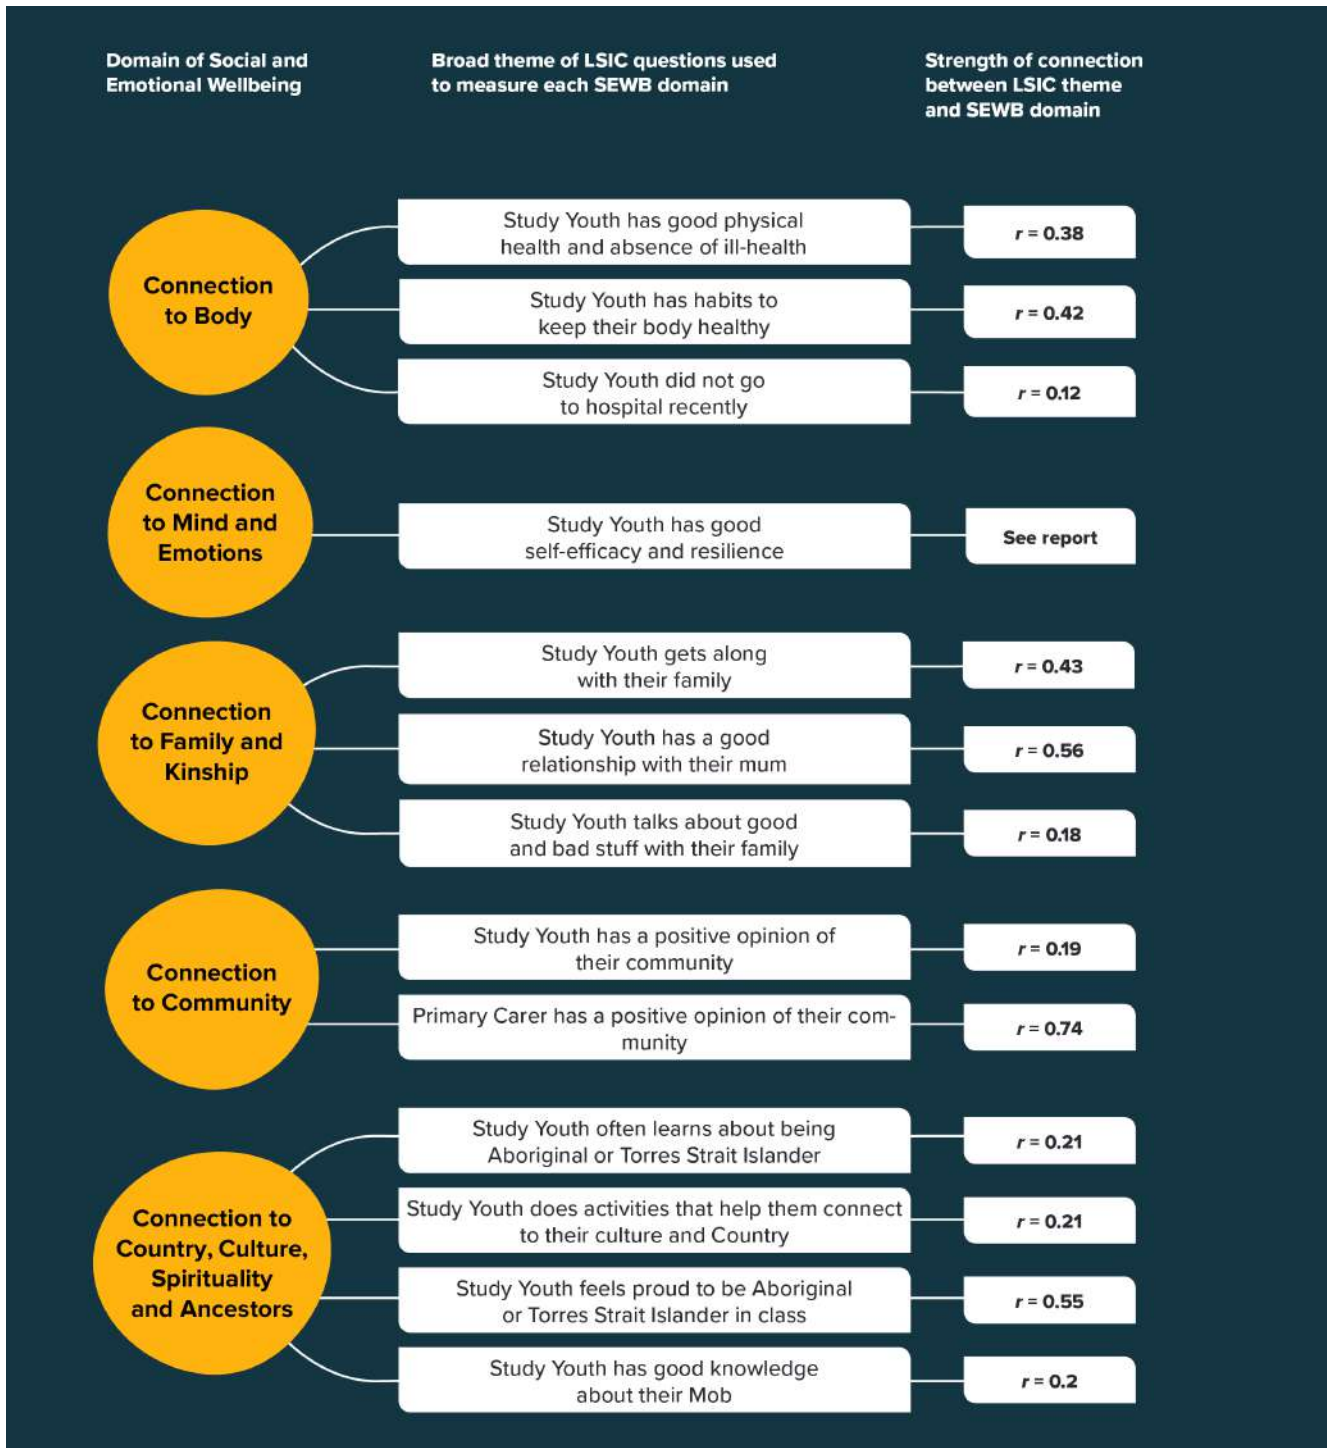 Domain of Social and
Emotional Wellbeing
Broad theme of LSIC questions used
to measure each SEWB domain
Strength of connection
between LSIC theme
and SEWB domain
Connection
to Body
Study Youth has good physical
health and absence of ill-health
r = 0.38
Study Youth has habits to
keep their body healthy
r = 0.42
Study Youth did not go
to hospital recently
r = 0.12
Connection
to Mind and
Emotions
Study Youth has good
self-efficacy and resilience
See report
Connection
to Family and
Kinship
Study Youth gets along
with their family
r = 0.43
Study Youth has a good
relationship with their mum
r = 0.56
Study Youth talks about good
and bad stuff with their family
r = 0.18
Connection
to Community
Study Youth has a positive opinion of
their community
r = 0.19
Primary Carer has a positive opinion of their com-
munity
r = 0.74
Connection to
Country, Culture,
Spirituality
and Ancestors
Study Youth often learns about being
Aboriginal or Torres Strait Islander
r = 0.21
Study Youth does activities that help them connect
to their culture and Country
r = 0.21
Study Youth feels proud to be Aboriginal
or Torres Strait Islander in class
r = 0.55
Study Youth has good knowledge
about their Mob
r = 0.2